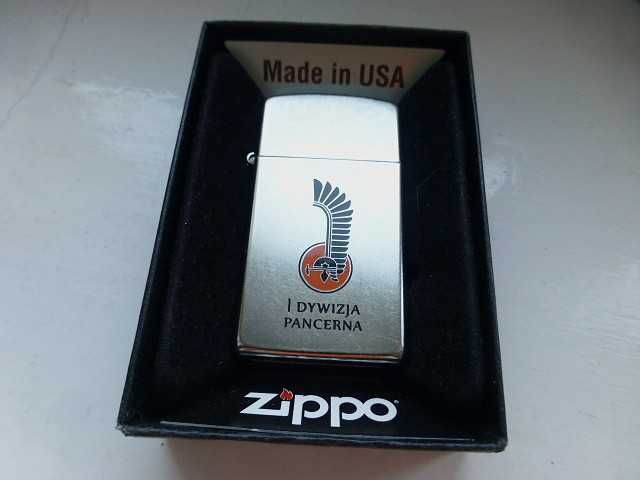 Made in USA
I DYWIZJA
PANCERNA
zippo